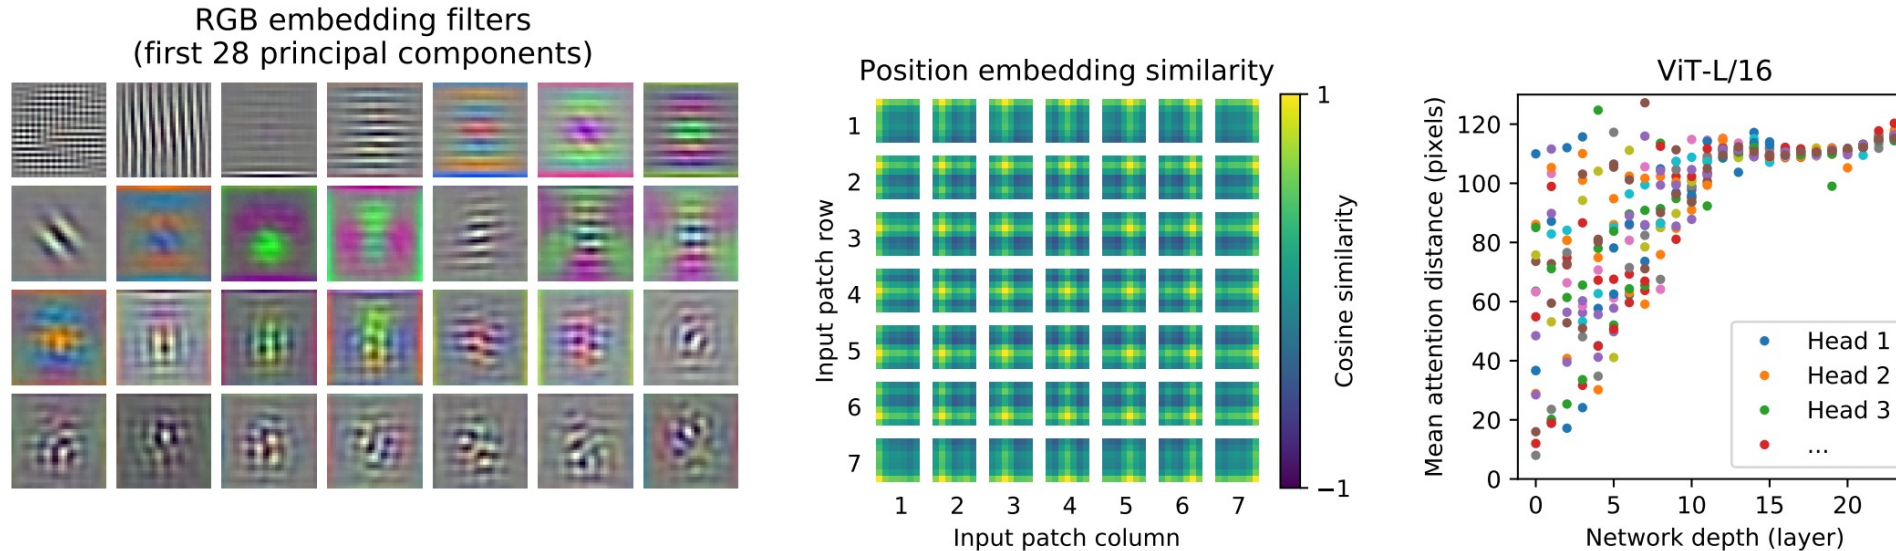 RGB embedding filters
(first 28 principal components)
Position embedding similarity
Input patch row
1
2
3
4
5
6
7
1 2 3 4 5 6 7
Input patch column
1
−1
Cosine similarity
ViT-L/16
Mean attention distance (pixels)
120
100
80
60
40
20
0
Head 1
Head 2
Head 3
...
0 5 10 15 20
Network depth (layer)